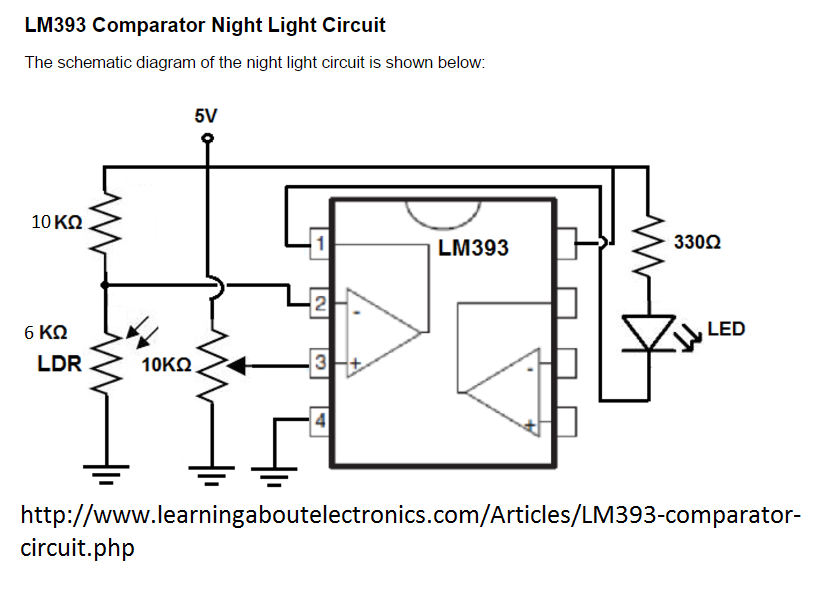 LM393 Comparator Night Light Circuit
The schematic diagram of the night light circuit is shown below:
5V
10 KΩ
1
LM393
330Ω
2
-
6 KΩ
LDR
10KΩ
3
+
-
LED
4
+
http://www.learningaboutelectronics.com/Articles/LM393-comparator-
circuit.php